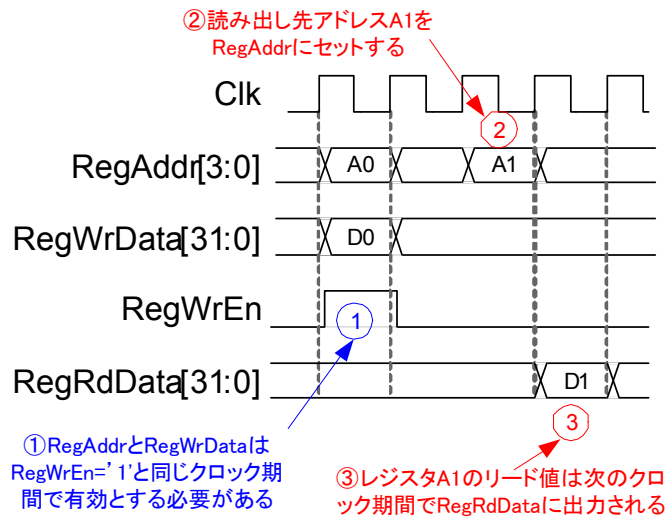 ②読み出し先アドレスA1を
RegAddrにセットする
Clk
2
RegAddr[3:0]
A0
A1
RegWrData[31:0]
D0
RegWrEn
1
RegRdData[31:0]
D1
3
①RegAddrとRegWrDataは
RegWrEn='1'と同じクロック期
間で有効とする必要がある
③レジスタA1のリード値は次のクロ
ック期間でRegRdDataに出力される